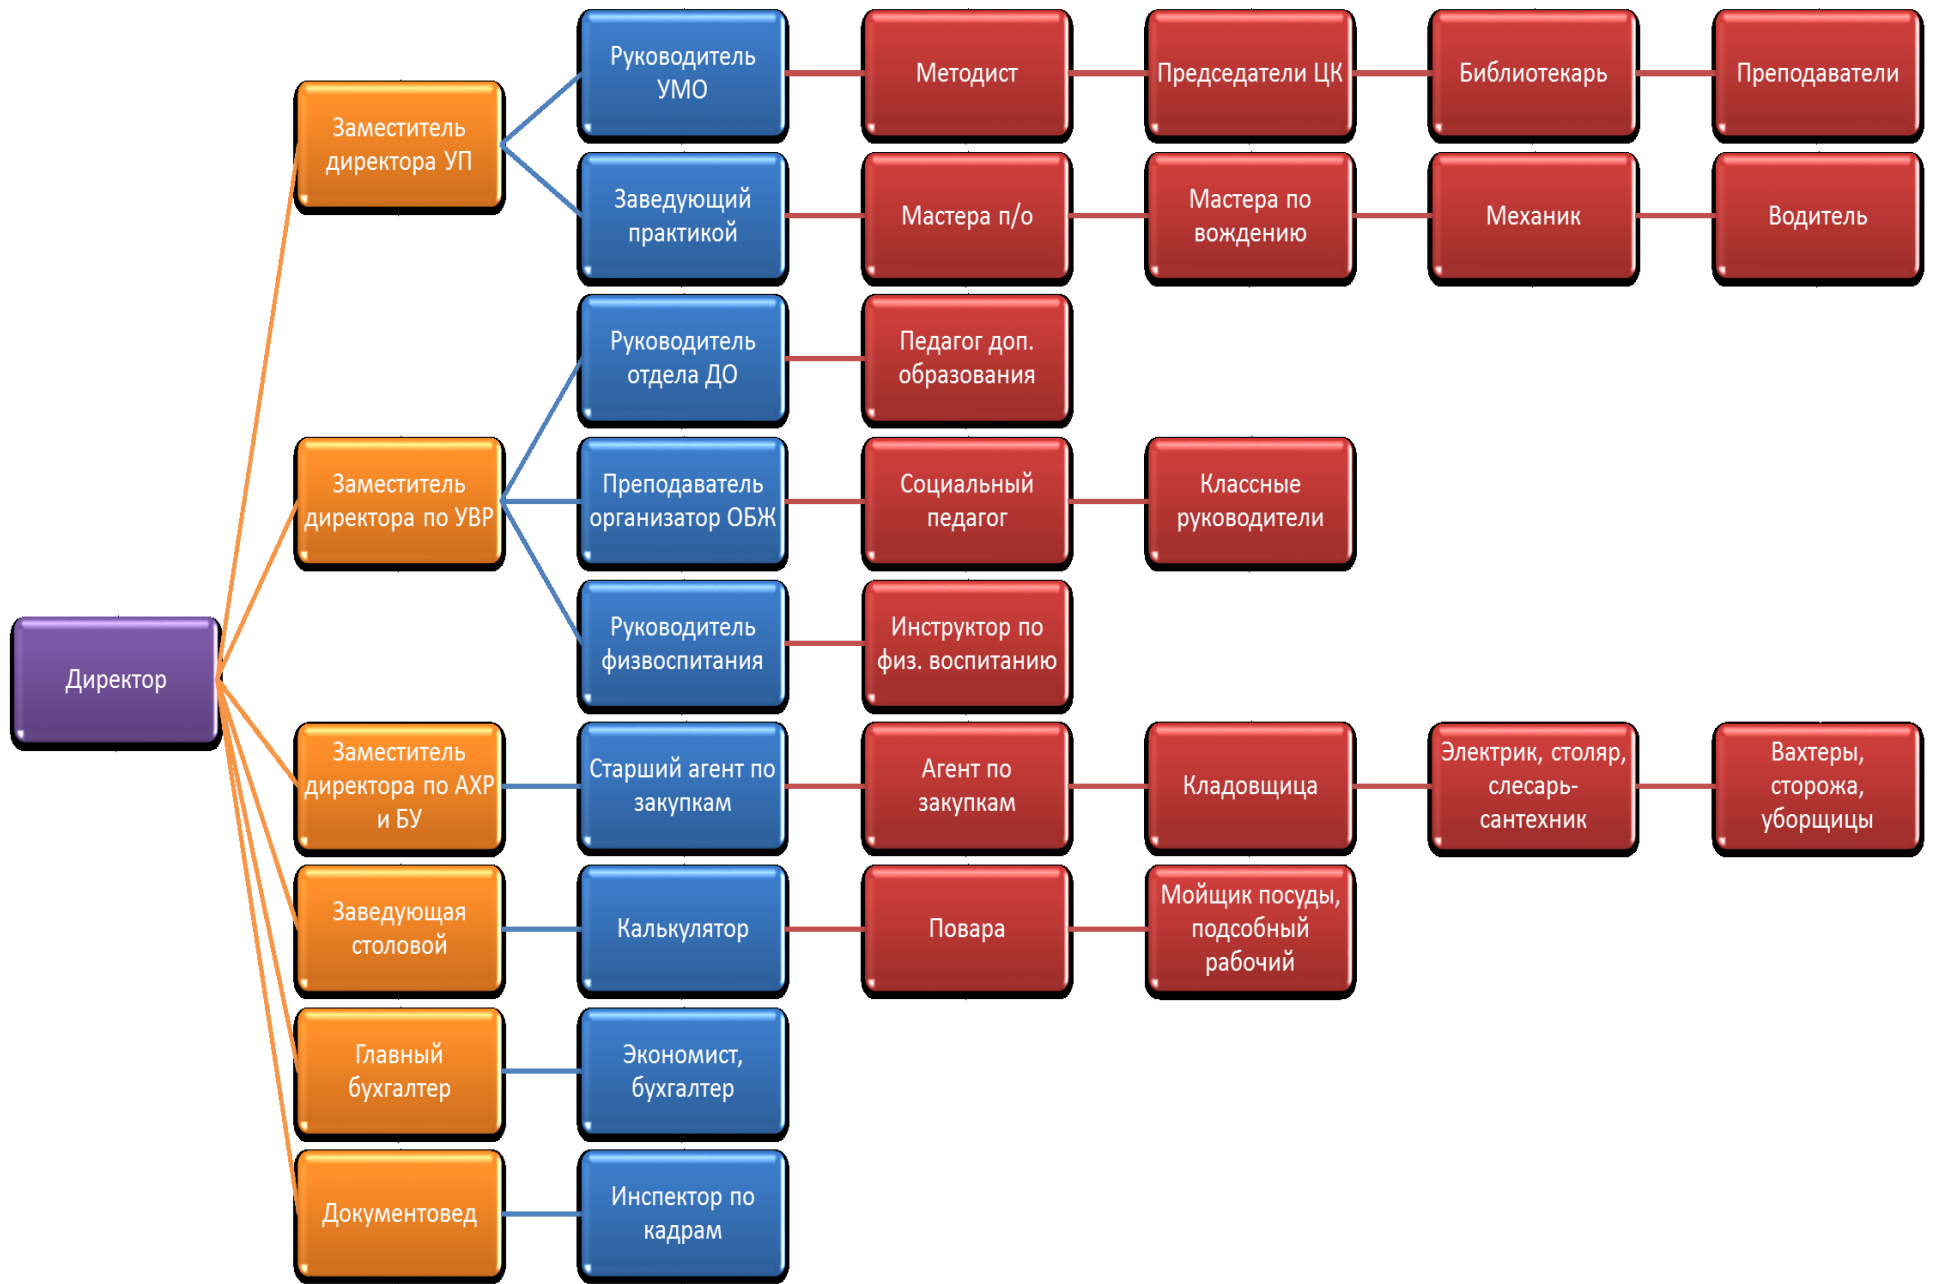 Руководитель
УМО
Методист
Председатели ЦК
Библиотекарь
Преподаватели
Заместитель
директора УП
Заведующий
практикой
Мастера п/о
Мастера по
вождению
Механик
Водитель
Руководитель
отдела ДО
Педагог доп.
образования
Заместитель
директора по УВР
Преподаватель
организатор ОБЖ
Социальный
педагог
Классные
руководители
Руководитель
физвоспитания
Инструктор по
физ. воспитанию
Директор
Заместитель
директора по АХР
и БУ
Старший агент по
закупкам
Агент по
закупкам
Кладовщица
Электрик, столяр,
слесарь-
сантехник
Вахтеры,
сторожа,
уборщицы
Заведующая
столовой
Калькулятор
Повара
Мойщик посуды,
подсобный
рабочий
Главный
бухгалтер
Экономист,
бухгалтер
Документовед
Инспектор по
кадрам